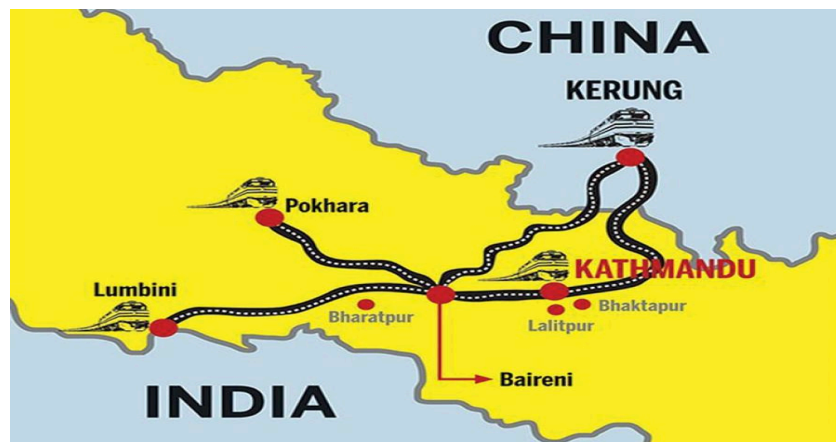 CHINA
KERUNG
Pokhara
KATHMANDU
Lumbini
Bharatpur
Bhaktapur
Lalitpur
Baireni
INDIA